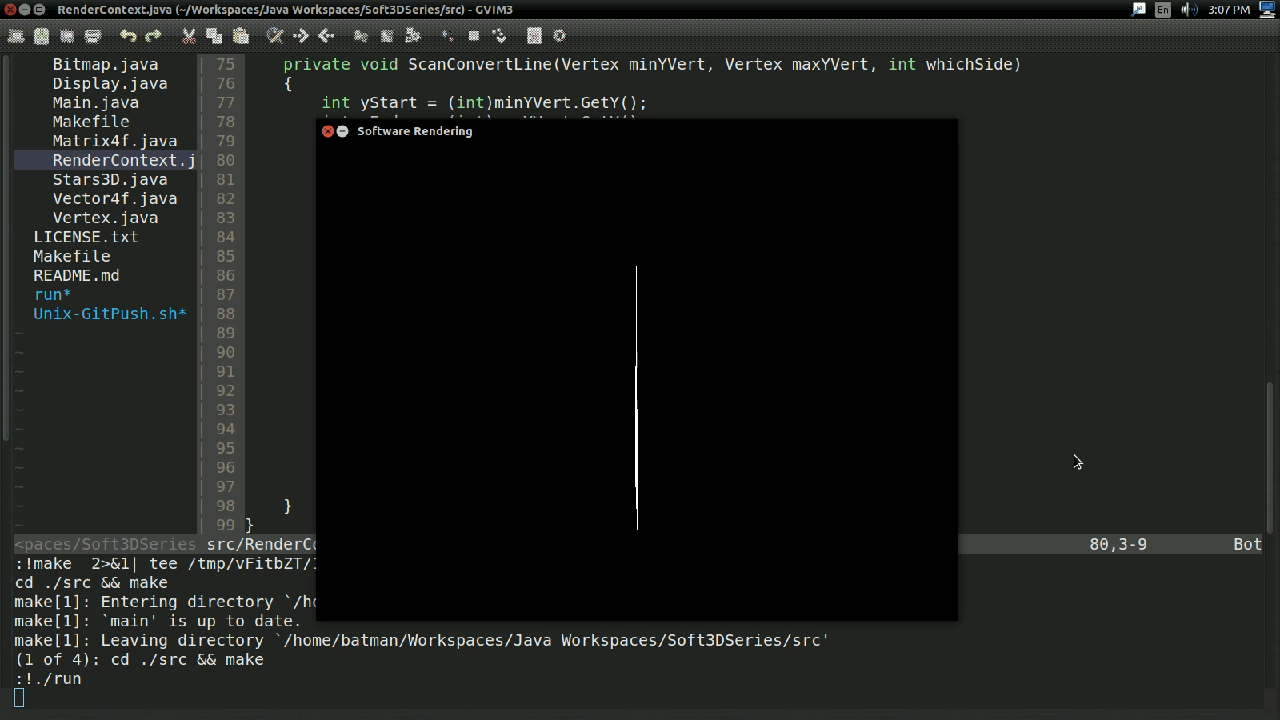 RenderContext.java (~/Workspaces/Java Workspaces/Soft3DSeries/src) - GVIM3
En
3:07 PM
Bitmap.java
Display.java
Main.java
Makefile
Matrix4f.java
RenderContext.j
Stars3D.java
Vector4f.java
Vertex.java
LICENSE.txt
Makefile
README.md
run*
Unix-GitPush.sh*
~
~
~
~
~
~
~
~
~
~
~
75 private void ScanConvertLine(Vertex minYVert, Vertex maxYVert, int whichSide)
76 {
77 int yStart = (int)minYVert.GetY();
78
79
80
81
82
83
84
85
86
87
88
89
90
91
92
93
94
95
96
97
98 }
99 }
Software Rendering
<paces/Soft3DSeries src/RenderCo
80,3-9 Bot
:!make 2>&1| tee /tmp/vFitbZT/
cd ./src && make
make[1]: Entering directory `/ho
make[1]: `main' is up to date.
make[1]: Leaving directory `/home/batman/Workspaces/Java Workspaces/Soft3DSeries/src'
(1 of 4): cd ./src && make
:!./run